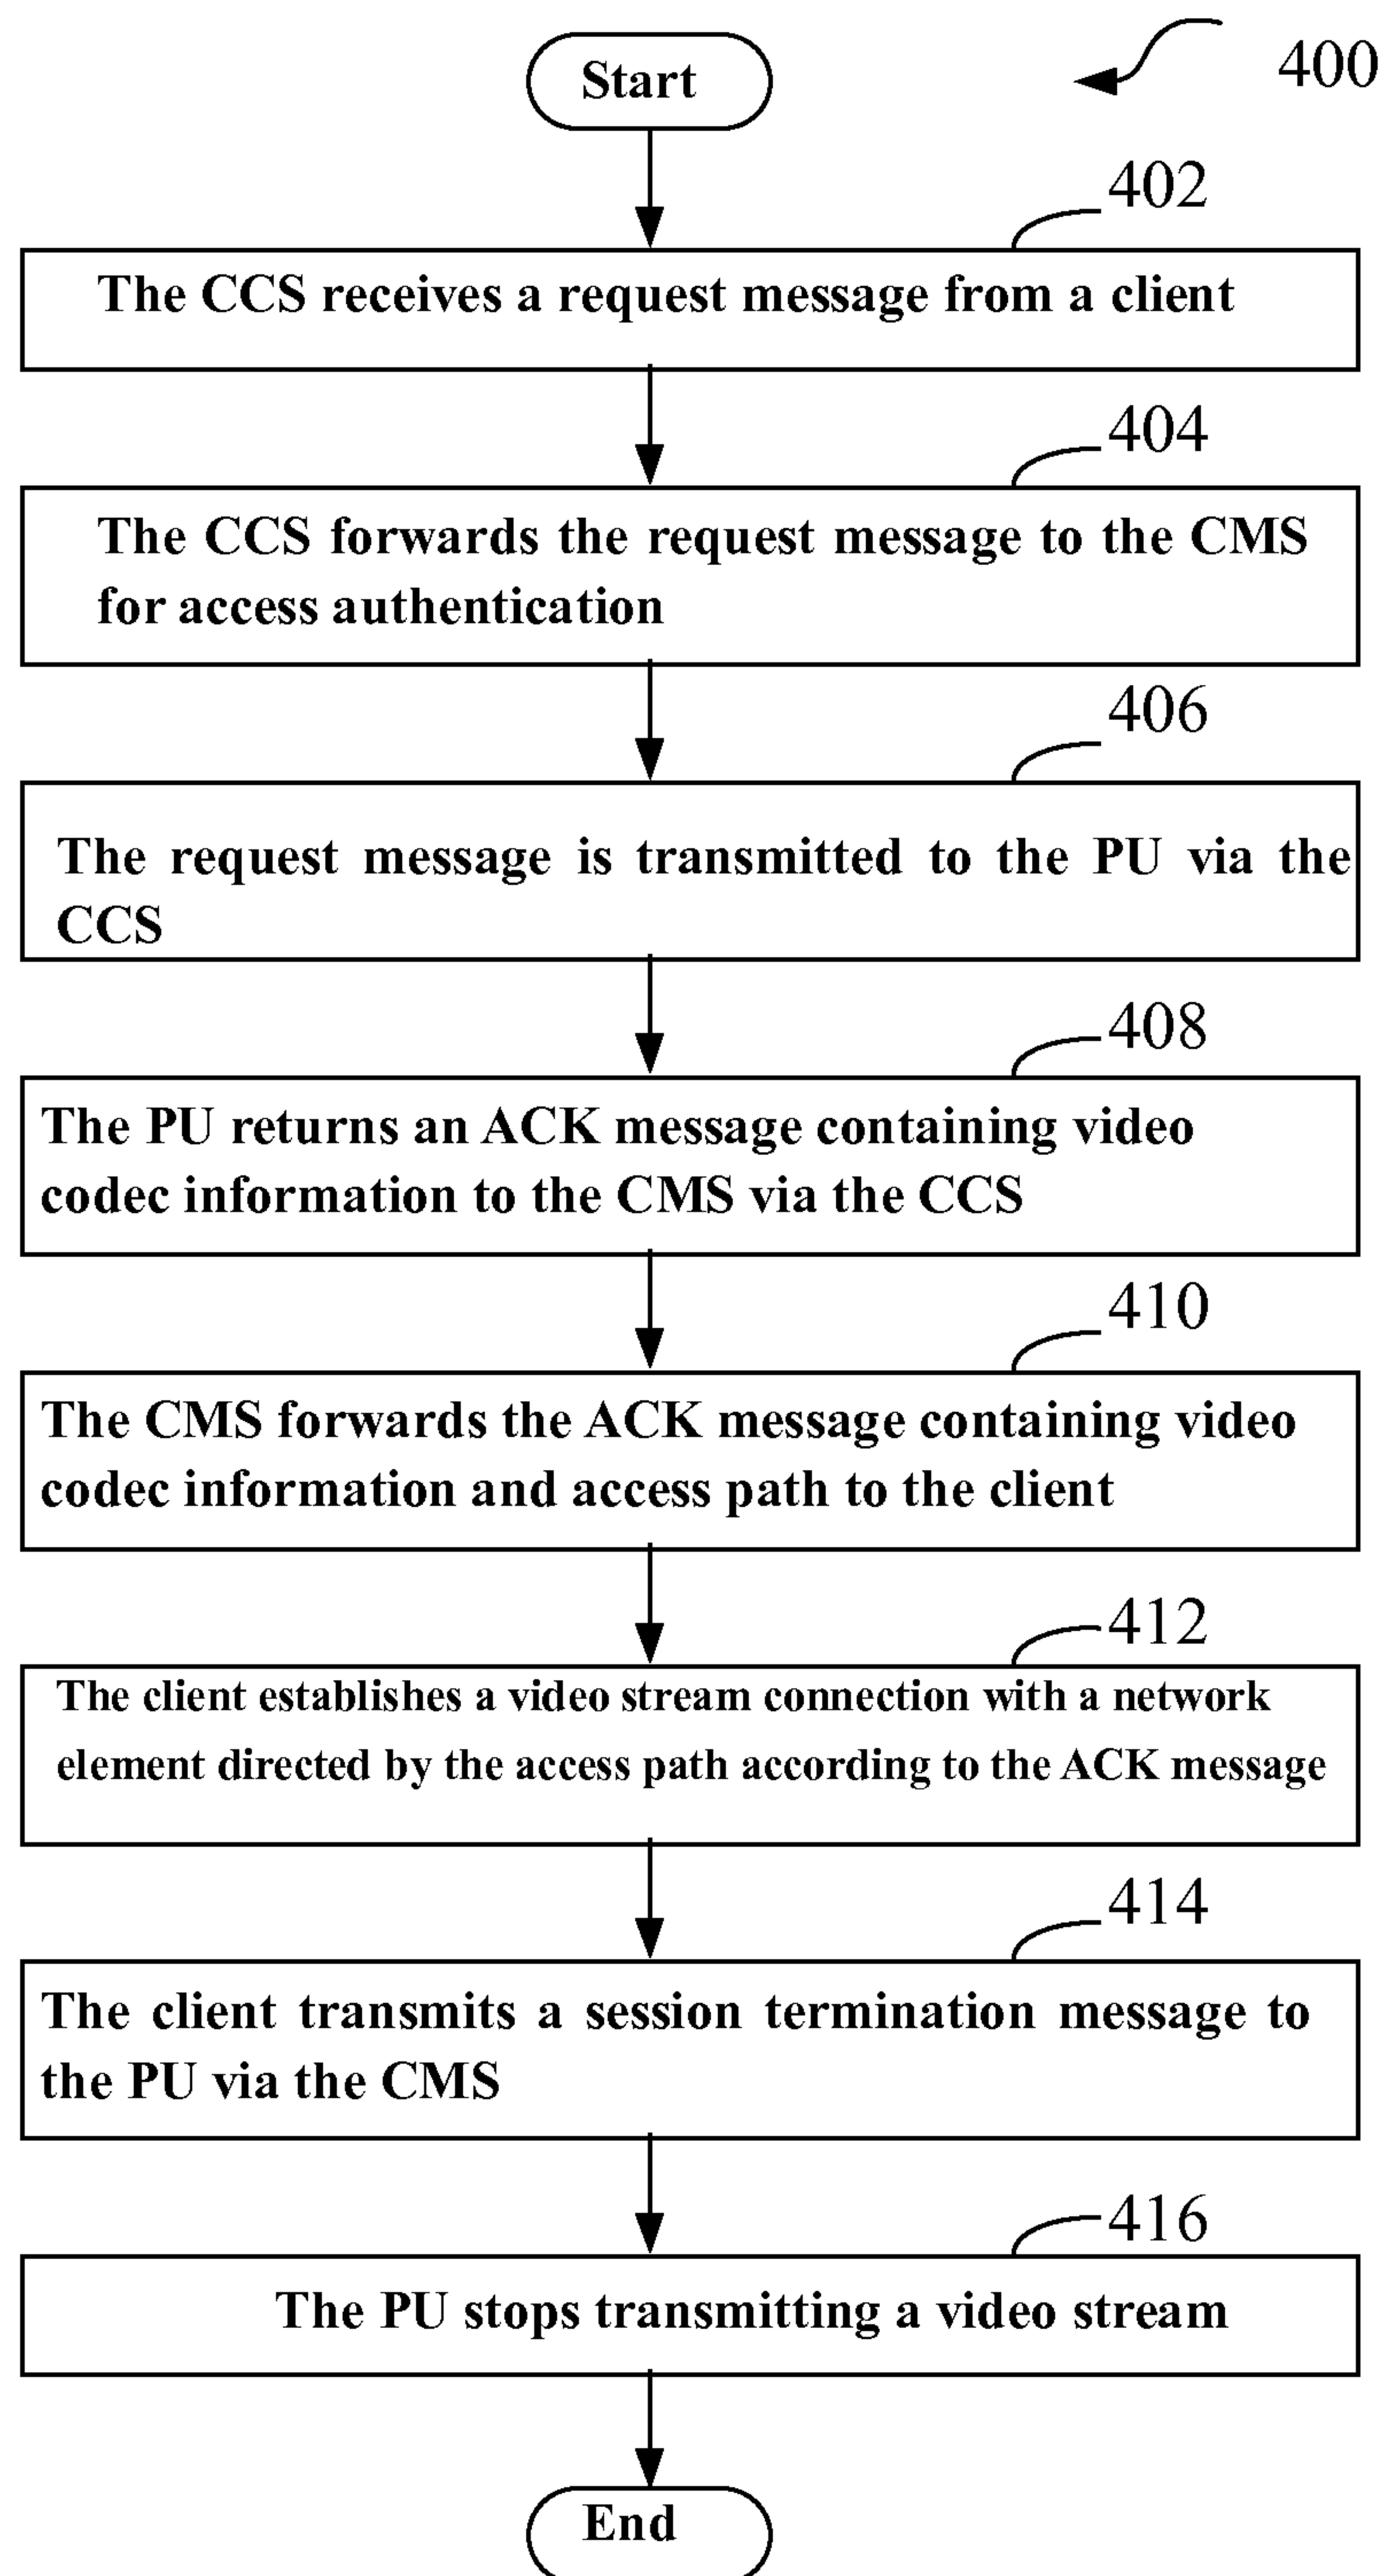 Start
400
402
The CCS receives a request message from a client
404
The CCS forwards the request message to the CMS
for access authentication
406
The request message is transmitted to the PU via the
CCS
408
The PU returns an ACK message containing video
codec information to the CMS via the CCS
410
The CMS forwards the ACK message containing video
codec information and access path to the client
412
The client establishes a video stream connection with a network
element directed by the access path according to the ACK message
414
The client transmits a session termination message to
the PU via the CMS
416
The PU stops transmitting a video stream
End